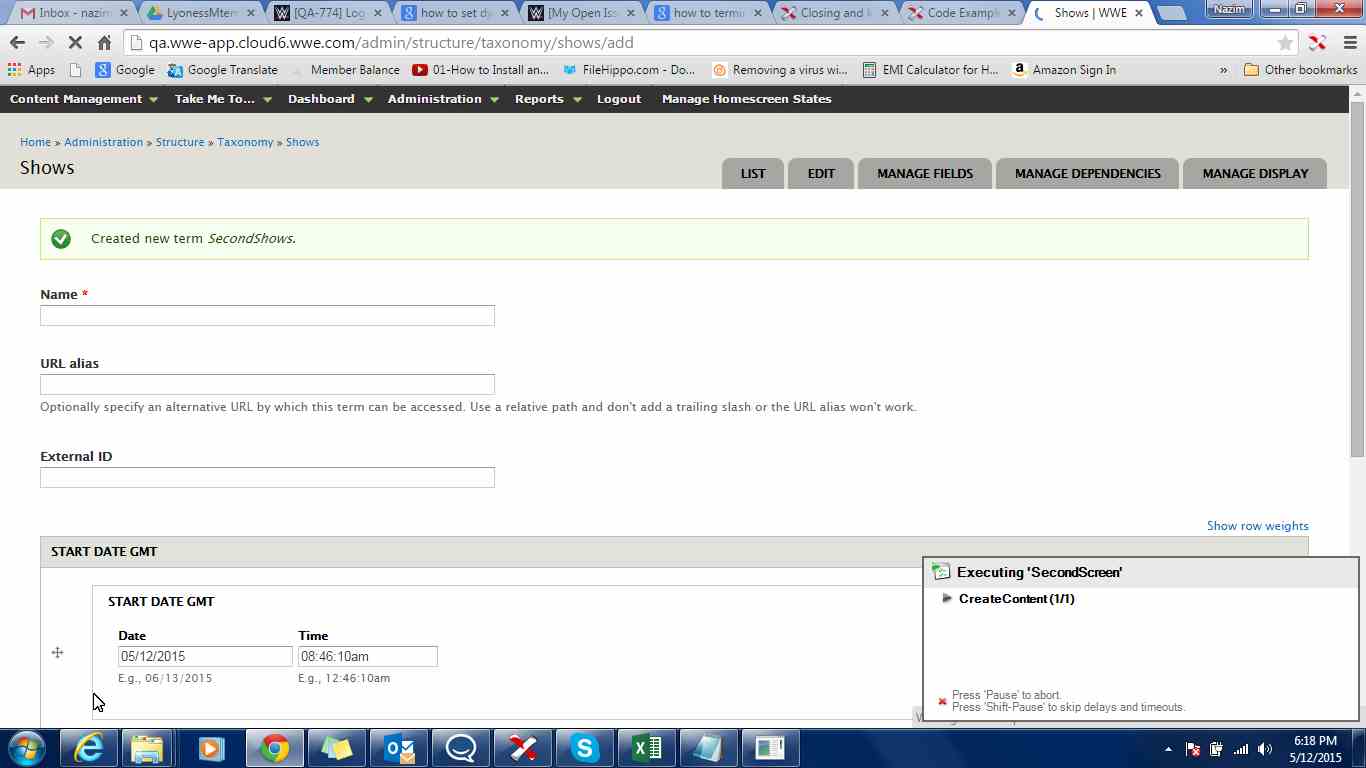 Inbox - nazim
LyonessMtem
[QA-774] Log
how to set dy
[My Open Iss
how to termi
Closing and k
Code Exampl
Shows | WWE
Nazim
qa.wwe-app.cloud6.wwe.com/admin/structure/taxonomy/shows/add
Apps Google Google Translate Member Balance 01-How to Install an... FileHippo.com - Do... Removing a virus wi... EMI Calculator for H... Amazon Sign In » Other bookmarks
Content Management Take Me To... Dashboard Administration Reports Logout Manage Homescreen States
Home » Administration » Structure » Taxonomy » Shows
Shows
LIST EDIT MANAGE FIELDS MANAGE DEPENDENCIES MANAGE DISPLAY
Created new term SecondShows.
Name *
URL alias
Optionally specify an alternative URL by which this term can be accessed. Use a relative path and don't add a trailing slash or the URL alias won't work.
External ID
Show row weights
START DATE GMT
START DATE GMT
Date Time
05/12/2015 08:46:10am
E.g., 06/13/2015 E.g., 12:46:10am
Executing 'SecondScreen'
CreateContent (1/1)
Press 'Pause' to abort.
Press 'Shift-Pause' to skip delays and timeouts.
6:18 PM
5/12/2015